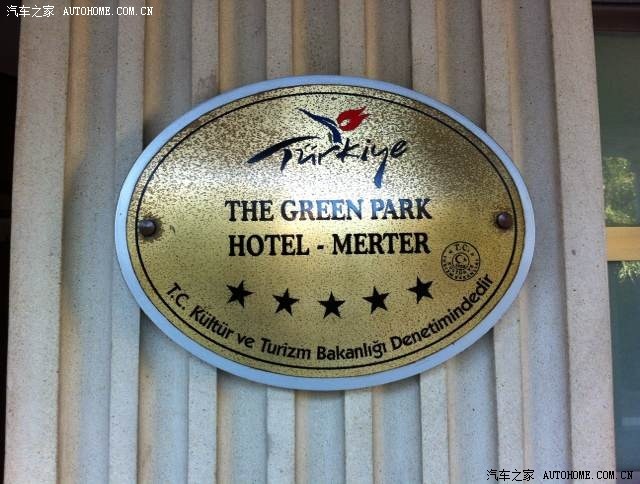 汽车之家 AUTOHOME.COM.CN
Türkiye
THE GREEN PARK
HOTEL - MERTER
T.C. Kültür ve Turizm Bakanlığı Denetimindedir
汽车之家 AUTOHOME.COM.CN